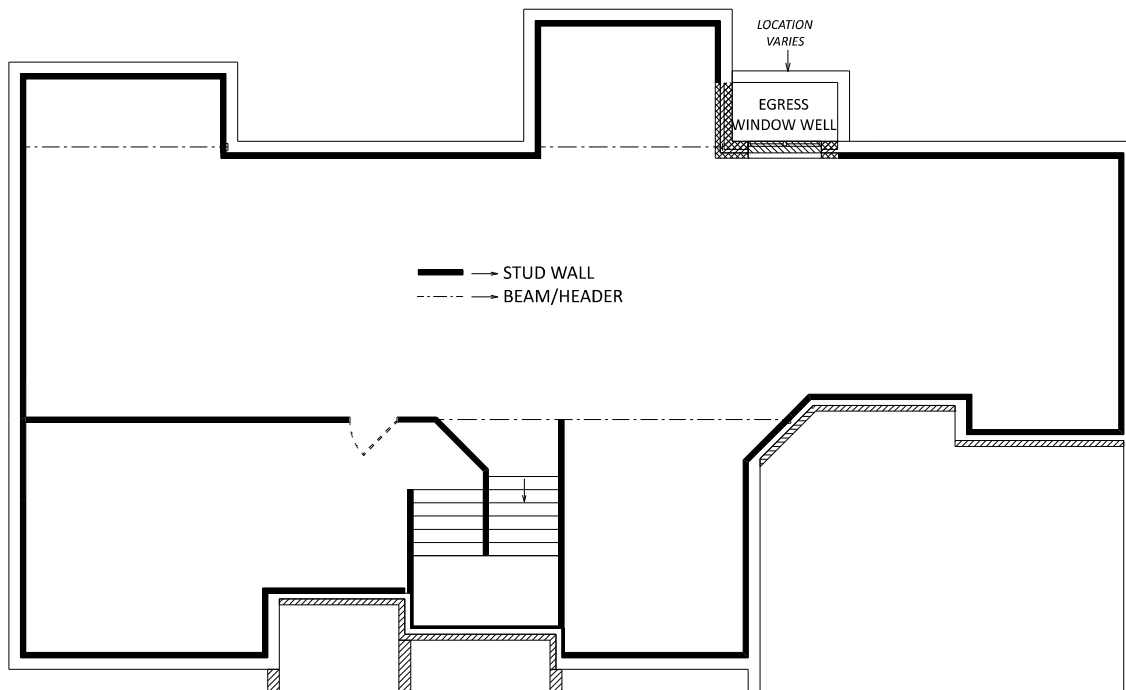 LOCATION
VARIES
EGRESS
WINDOW WELL
STUD WALL
BEAM/HEADER